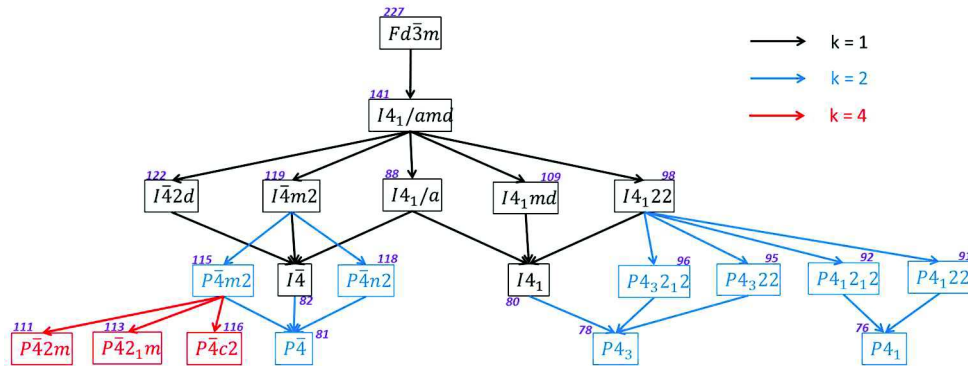 227
Fd3̄m
k = 1
k = 2
141
I4₁/amd
k = 4
122
119
88
109
98
I4̄2d
I4̄m2
I4₁/a
I4₁md
I4₁22
115
118
96
95
92
91
P4̄m2
I4̄
P4̄n2
I4₁
P4₃2₁2
P4₃22
P4₁2₁2
P4₁22
82
80
111
113
116
81
78
76
P4̄2m
P4̄2₁m
P4̄c2
P4̄
P4₃
P4₁